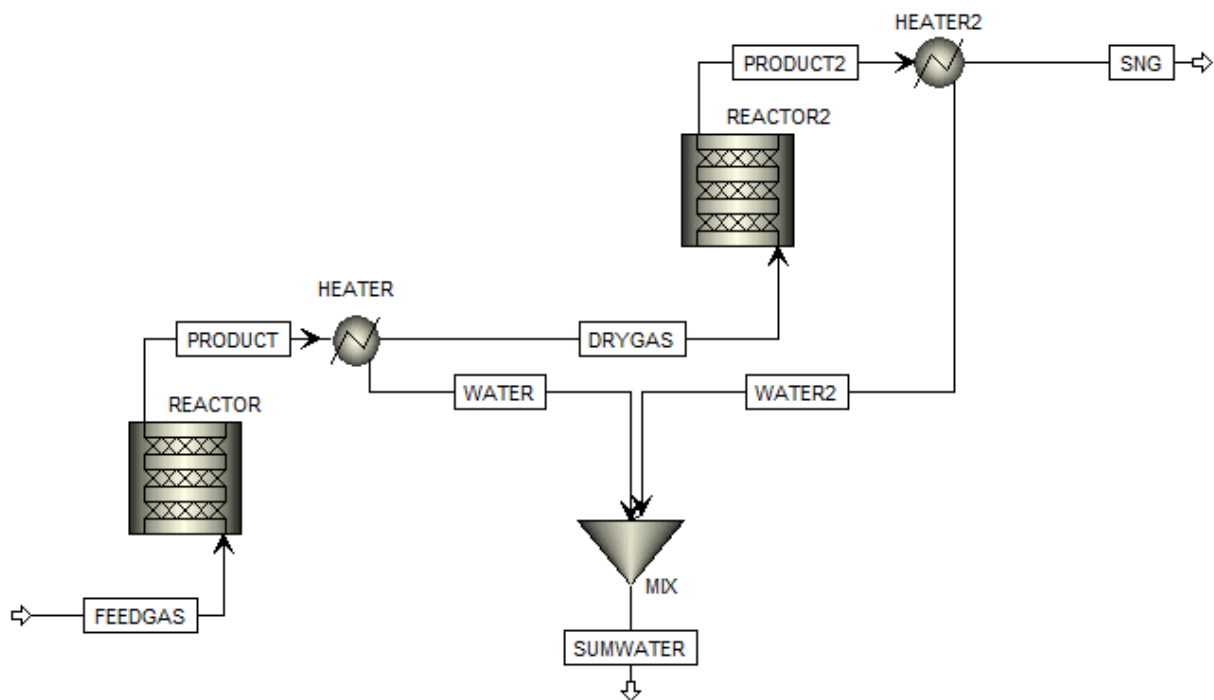 HEATER2
PRODUCT2
SNG
REACTOR2
HEATER
PRODUCT
DRYGAS
WATER
WATER2
REACTOR
MIX
FEEDGAS
SUMWATER